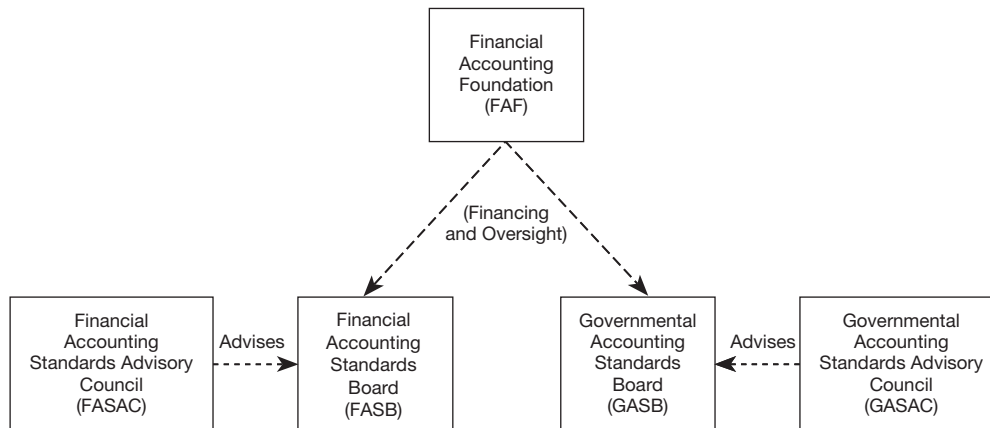 Financial
Accounting
Foundation
(FAF)
(Financing
and Oversight)
Financial
Accounting
Standards Advisory
Council
(FASAC)
Advises
Financial
Accounting
Standards
Board
(FASB)
Governmental
Accounting
Standards
Board
(GASB)
Advises
Governmental
Accounting
Standards Advisory
Council
(GASAC)